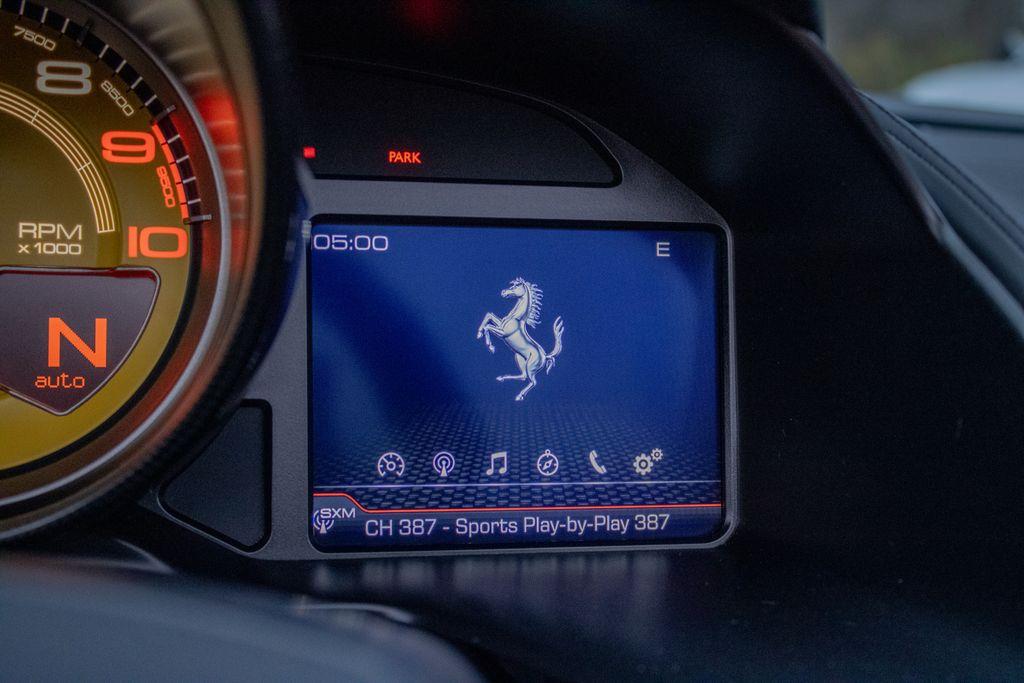 7500
8
8500
9
9500
10
RPM
x 1000
N
auto
PARK
05:00
E
SXM
CH 387 - Sports Play-by-Play 387